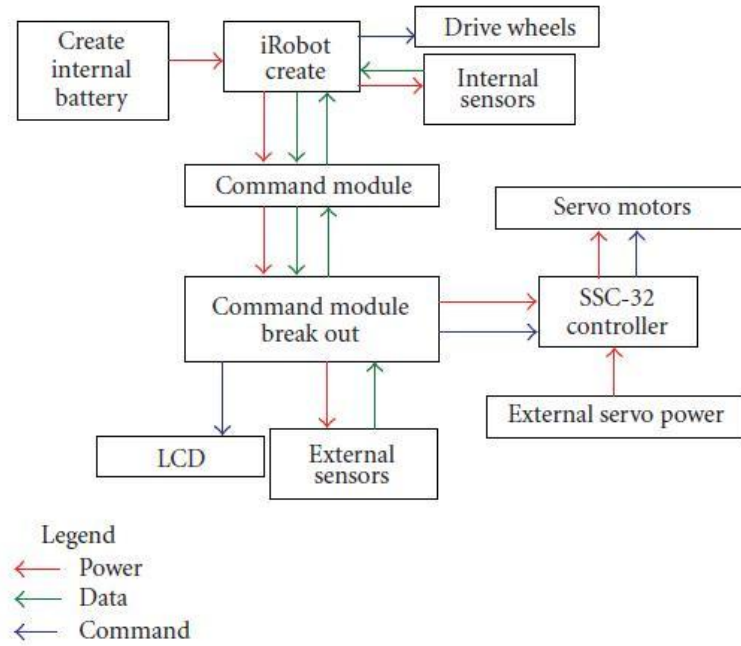 Create
internal
battery
iRobot
create
Drive wheels
Internal
sensors
Command module
Servo motors
Command module
break out
SSC-32
controller
External servo power
LCD
External
sensors
Legend
Power
Data
Command